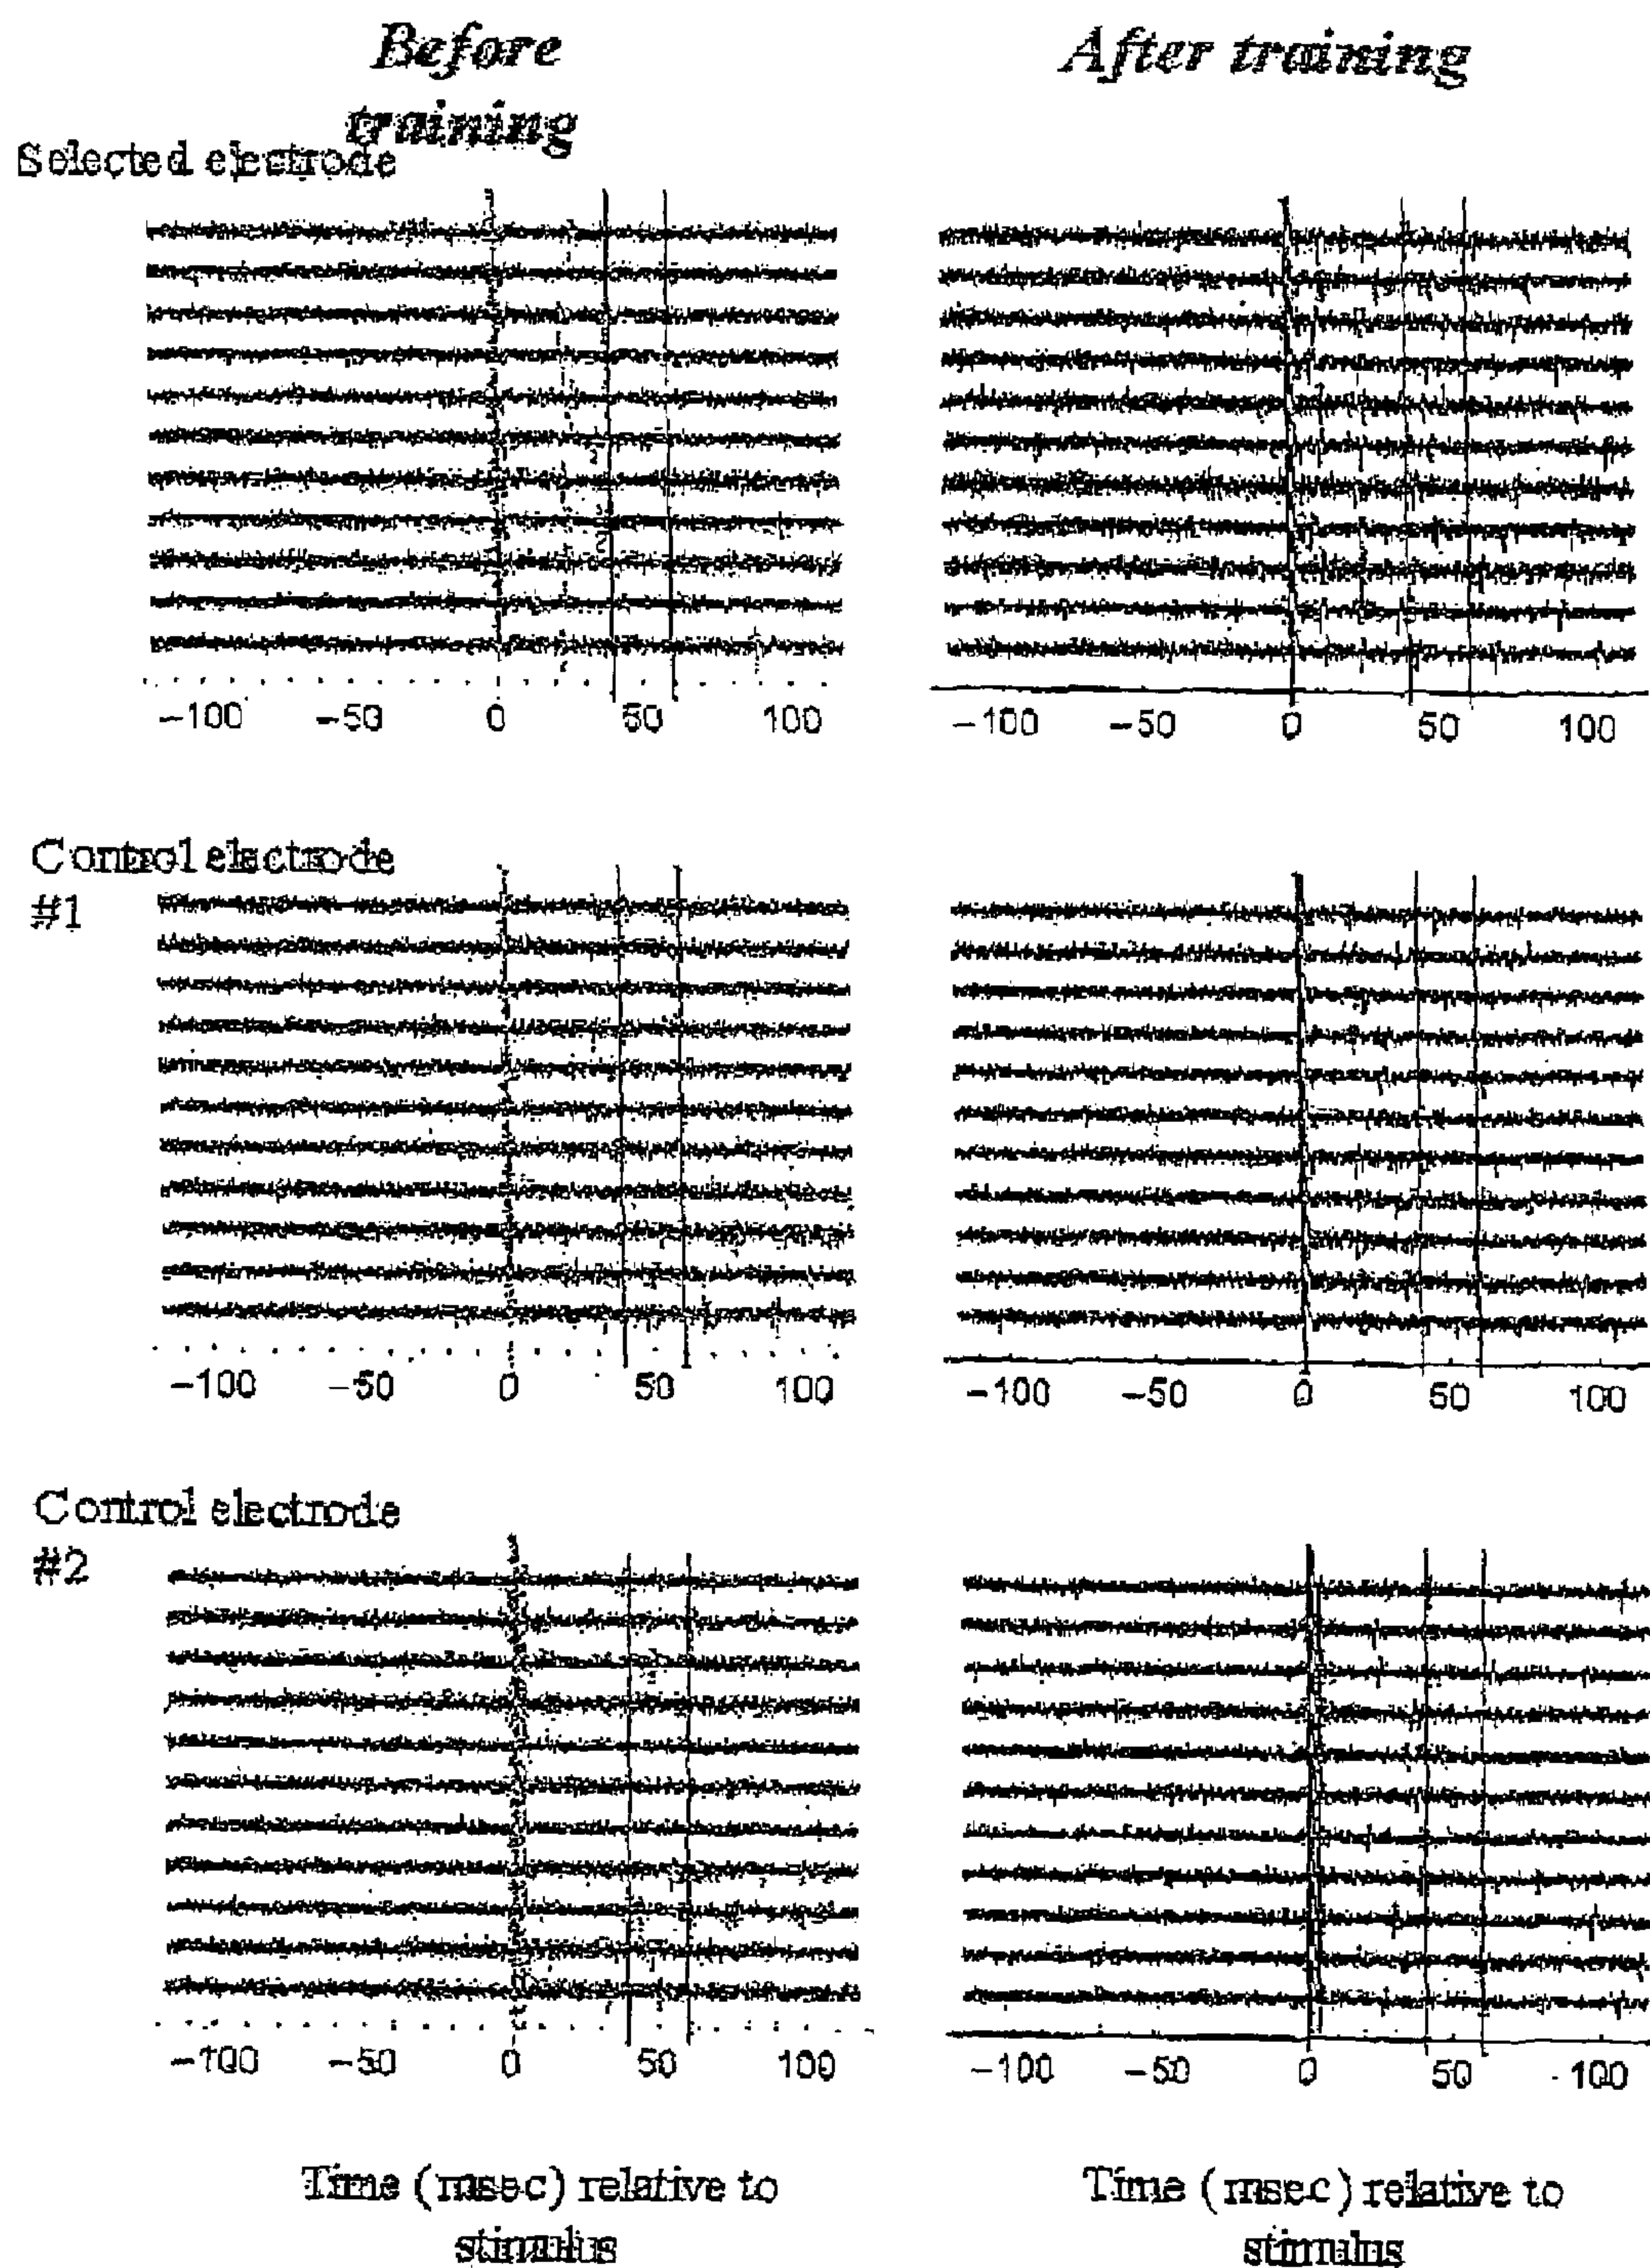 Before
training
After training
Selected electrode
-100 -50 0 50 100
-100 -50 0 50 100
Control electrode
#1
-100 -50 0 50 100
-100 -50 0 50 100
Control electrode
#2
-100 -50 0 50 100
-100 -50 0 50 100
Time (msec) relative to
stimulus
Time (msec) relative to
stimulus